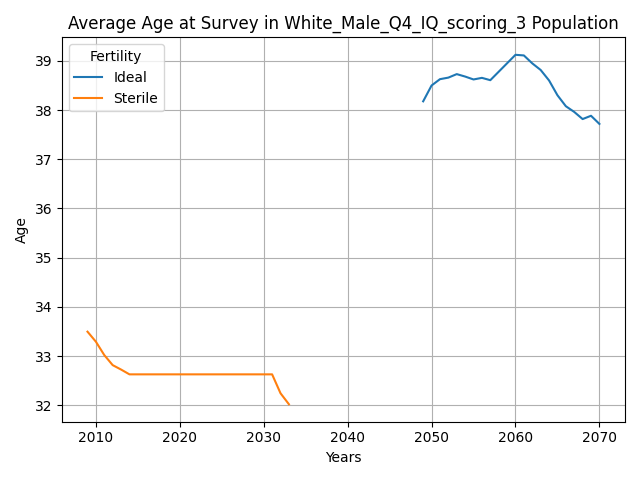 Average Age at Survey in White_Male_Q4_IQ_scoring_3 Population
Fertility
Ideal
Sterile
39
38
37
36
35
34
33
32
Age
2010 2020 2030 2040 2050 2060 2070
Years